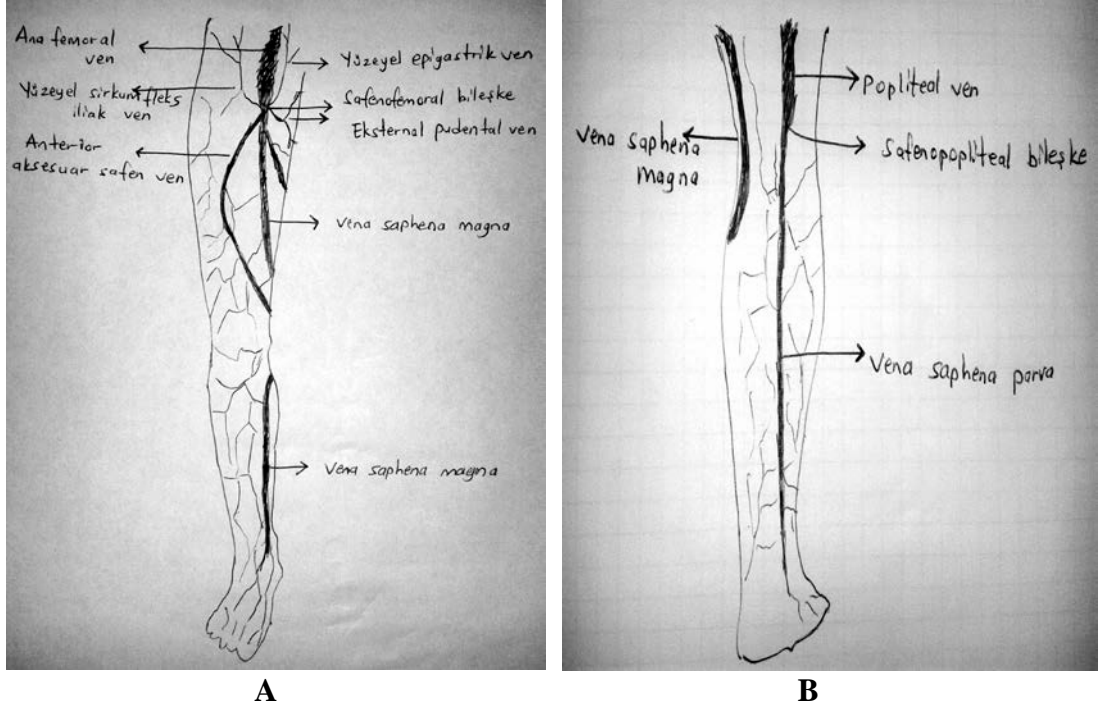 Ana femoral
ven
Yüzeyel sirkumfleks
iliak ven
Anterior
aksesuar safen ven
Yüzeyel epigastrik ven
Safenofemoral bileşke
Eksternal pudental ven
Vena saphena magna
Vena saphena magna
A
Popliteal ven
Vena saphena
magna
Safenopopliteal bileşke
Vena saphena parva
B